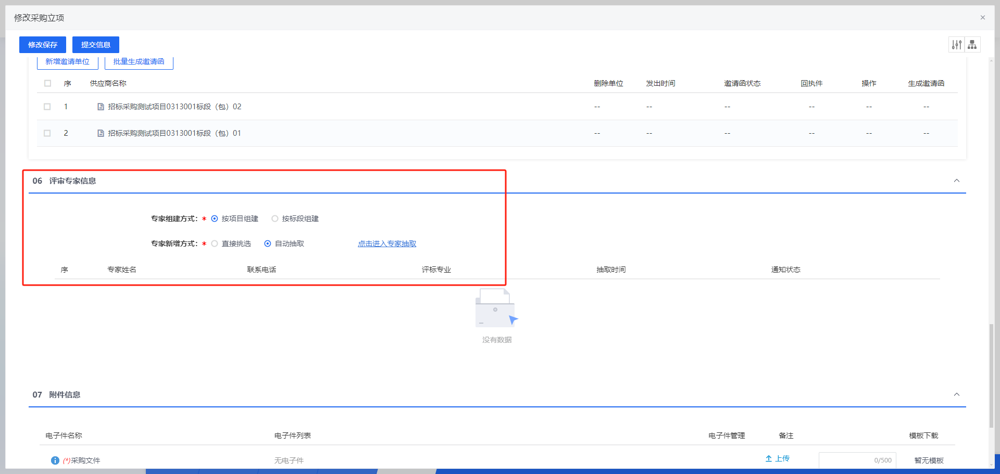 修改采购立项
修改保存 提交信息
新增邀请单位 批量生成邀请函
序 供应商名称 删除单位 发出时间 邀请函状态 回执件 操作 生成邀请函
1 招标采购测试项目0313001标段（包）02 -- -- -- -- -- --
2 招标采购测试项目0313001标段（包）01 -- -- -- -- -- --
06 评审专家信息
专家组建方式：* 按项目组建 按标段组建
专家新增方式：* 直接挑选 自动抽取 点击进入专家抽取
序 专家姓名 联系电话 评标专业 抽取时间 通知状态
没有数据
07 附件信息
电子件名称 电子件列表 电子件管理 备注 模板下载
(*)采购文件 无电子件 上传 0/500 暂无模板